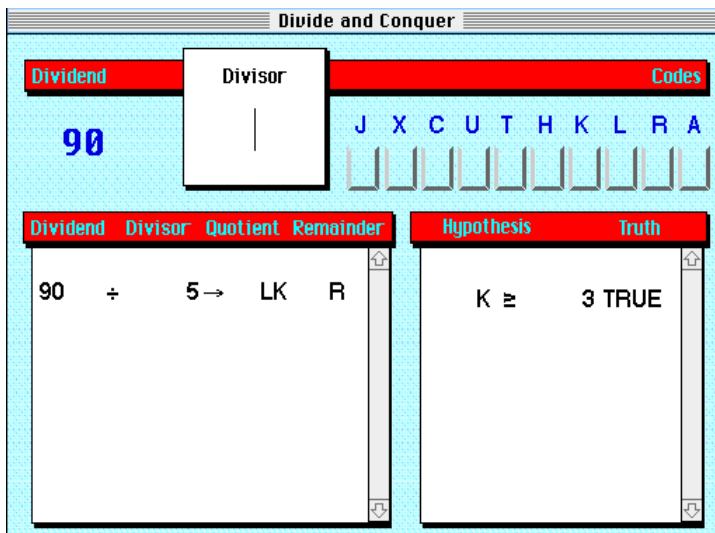 Divide and Conquer
Dividend Divisor Codes
90
J X C U T H K L R A
Dividend Divisor Quotient Remainder
Hypothesis Truth
90 ÷ 5→ LK R
K ≥ 3 TRUE